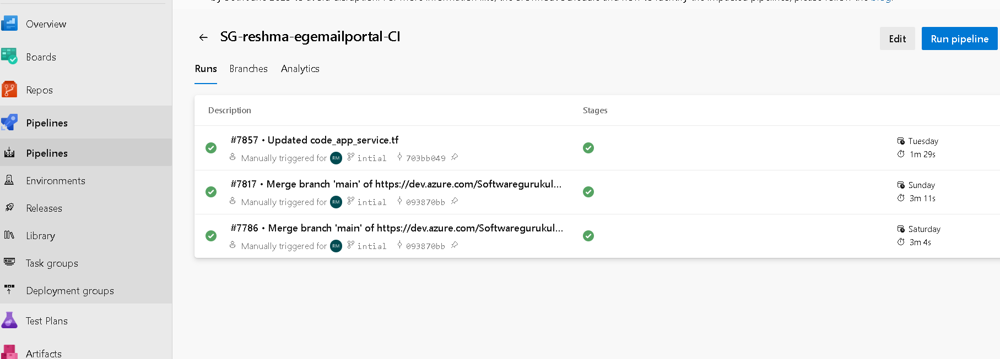 Overview
Boards
Repos
Pipelines
Pipelines
Environments
Releases
Library
Task groups
Deployment groups
Test Plans
Artifacts
SG-reshma-egemailportal-CI
Edit
Run pipeline
Runs Branches Analytics
Description Stages
#7857 • Updated code_app_service.tf
Manually triggered for RM intial 703bb049
Tuesday
1m 29s
#7817 • Merge branch 'main' of https://dev.azure.com/Softwaregurukul...
Manually triggered for RM intial 093870bb
Sunday
3m 11s
#7786 • Merge branch 'main' of https://dev.azure.com/Softwaregurukul...
Manually triggered for RM intial 093870bb
Saturday
3m 4s